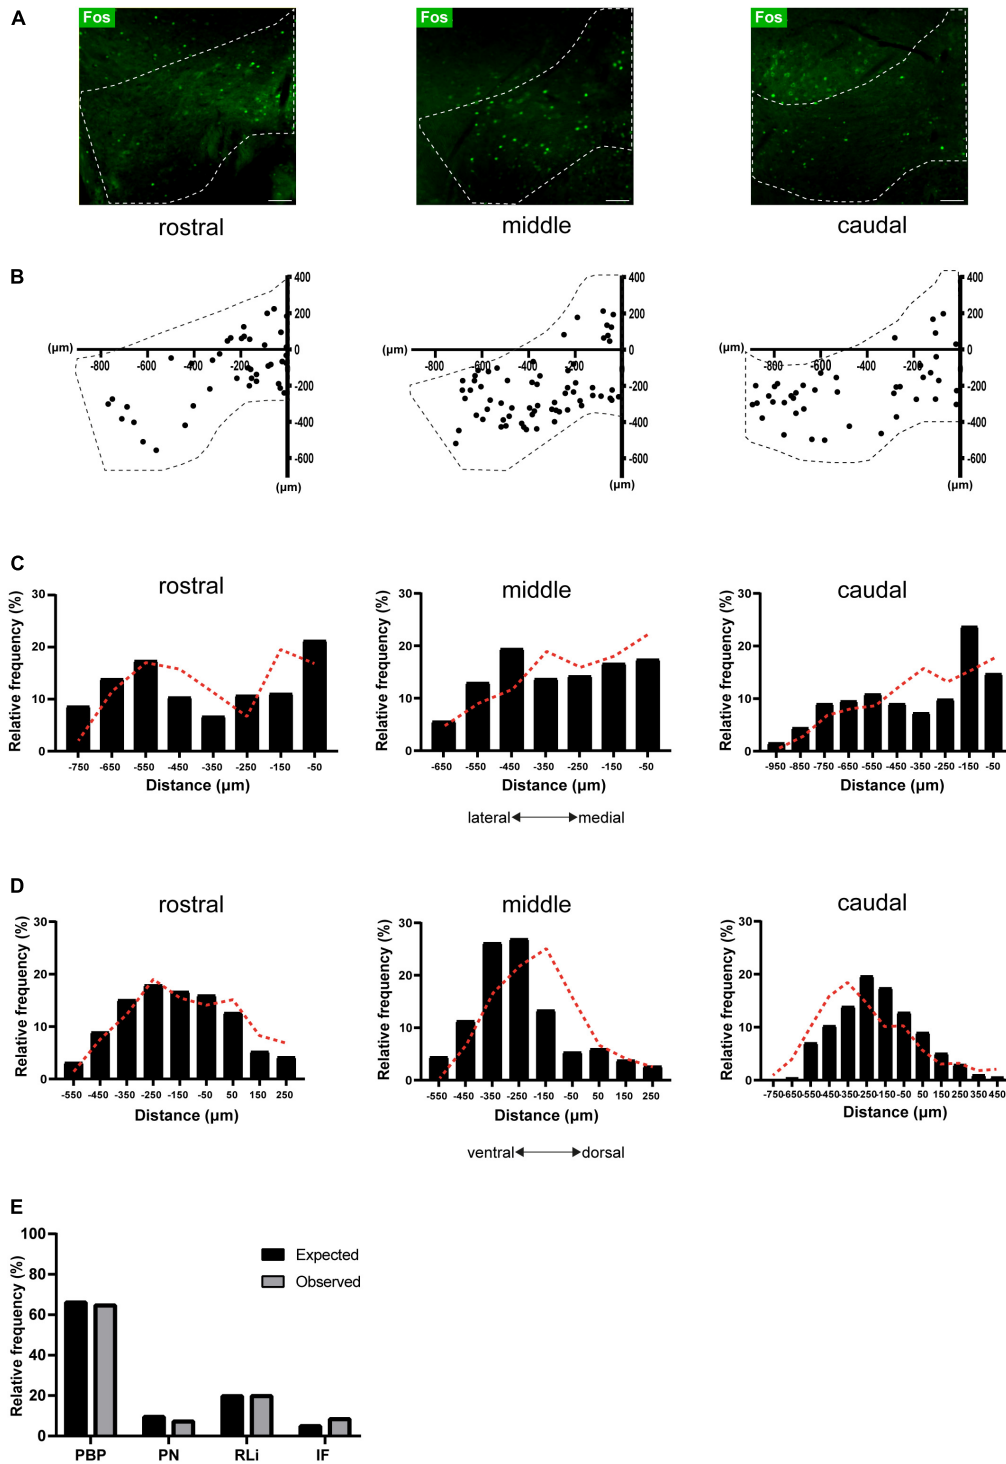 A
Fos
Fos
Fos
rostral
middle
caudal
B
400
200
(μm)
-800
-600
-400
-200
-200
-400
-600
(μm)
400
200
(μm)
-800
-600
-400
-200
-200
-400
-600
(μm)
400
200
(μm)
-800
-600
-400
-200
-200
-400
-600
(μm)
C
rostral
Relative frequency (%)
30
20
10
0
-750 -650 -550 -450 -350 -250 -150 -50
Distance (μm)
middle
Relative frequency (%)
30
20
10
0
-650 -550 -450 -350 -250 -150 -50
Distance (μm)
caudal
Relative frequency (%)
30
20
10
0
-950 -850 -750 -650 -550 -450 -350 -250 -150 -50
Distance (μm)
lateral medial
D
rostral
Relative frequency (%)
30
20
10
0
-550 -450 -350 -250 -150 -50 50 150 250
Distance (μm)
middle
Relative frequency (%)
30
20
10
0
-550 -450 -350 -250 -150 -50 50 150 250
Distance (μm)
caudal
Relative frequency (%)
30
20
10
0
-750 -650 -550 -450 -350 -250 -150 -50 50 150 250 350 450
Distance (μm)
ventral dorsal
E
Relative frequency (%)
100
80
60
40
20
0
Expected
Observed
PBP PN RLi IF